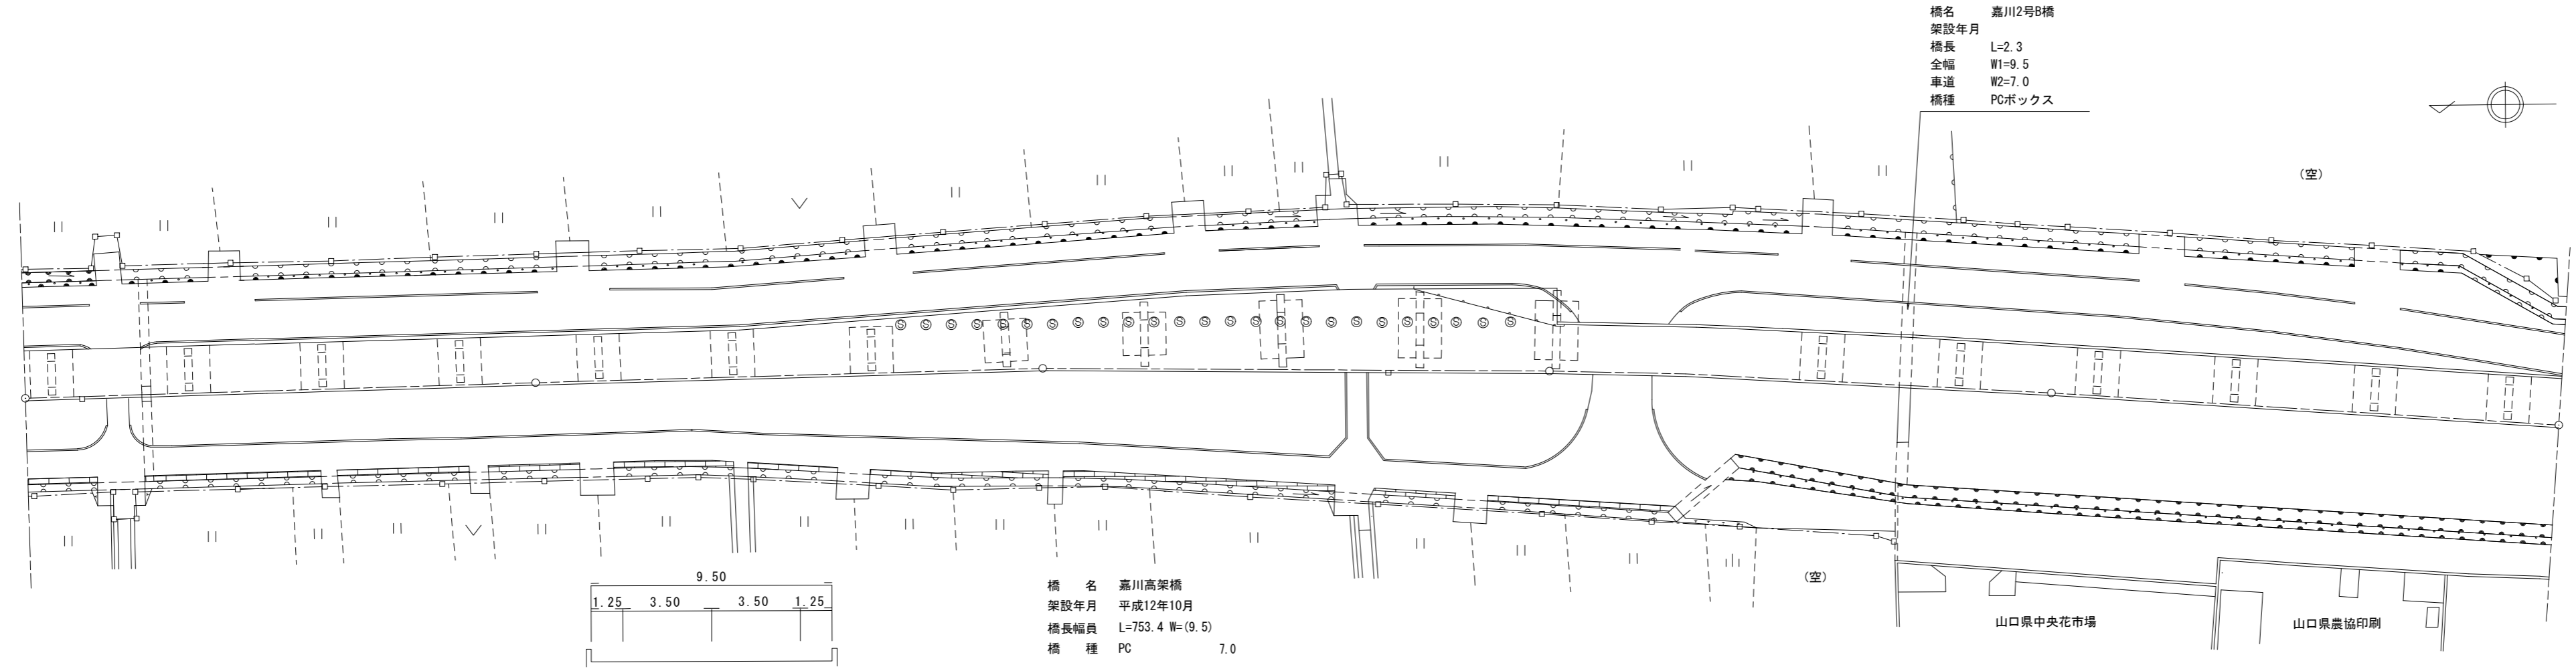 橋名 嘉川2号B橋
架設年月
橋長 L=2.3
全幅 W1=9.5
車道 W2=7.0
橋種 PCボックス
(空)
(空)
9.50
1.25 3.50 3.50 1.25
橋 名 嘉川高架橋
架設年月 平成12年10月
橋長幅員 L=753.4 W=(9.5)
橋 種 PC 7.0
山口県中央花市場
山口県農協印刷